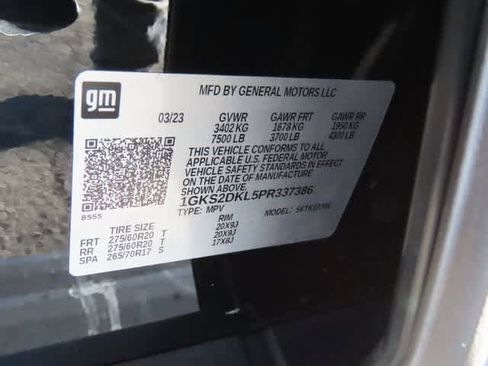 gm
MFD BY GENERAL MOTORS LLC
03/23 GVWR GAWR FRT GAWR RR
3402 KG 1678 KG 1950 KG
7500 LB 3700 LB 4300 LB
THIS VEHICLE CONFORMS TO ALL
APPLICABLE U.S. FEDERAL MOTOR
VEHICLE SAFETY STANDARDS IN
EFFECT ON THE DATE OF MANUFACTURE
SHOWN ABOVE
1GKS2DKL5PR337386
8555
TYPE: MPV MODEL:
TIRE SIZE RIM
FRT 275/60R20 T 20X9J
RR 275/60R20 T 20X9J
SPA 265/70R17 S 17X8J